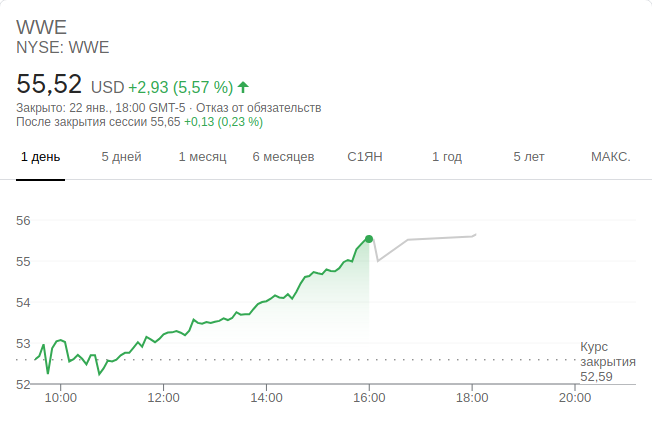 WWE
NYSE: WWE
55,52 USD +2,93 (5,57 %)
Закрыто: 22 янв., 18:00 GMT-5 · Отказ от обязательств
После закрытия сессии 55,65 +0,13 (0,23 %)
1 день 5 дней 1 месяц 6 месяцев С1ЯН 1 год 5 лет МАКС.
56
55
54
53
52
Курс
закрытия
52,59
10:00 12:00 14:00 16:00 18:00 20:00